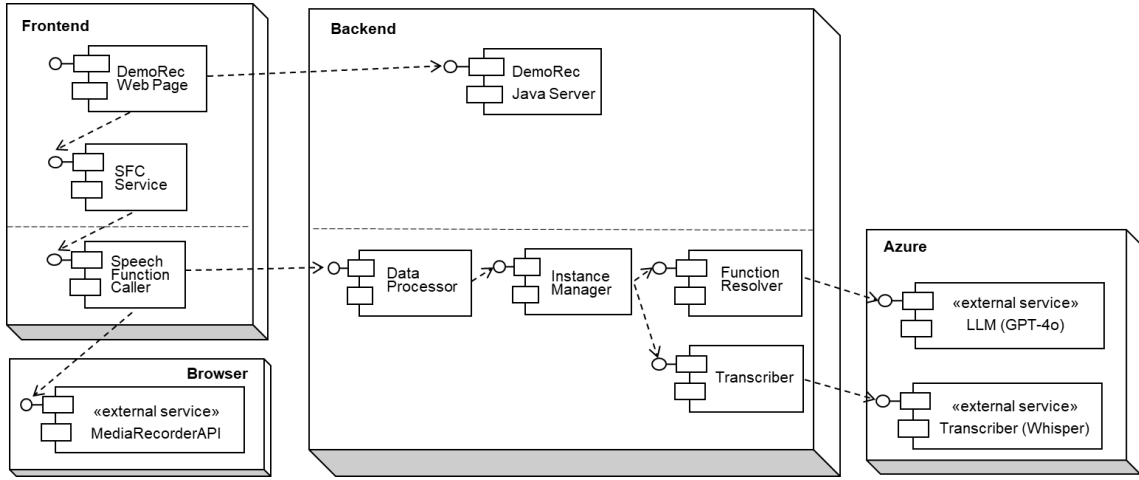 Frontend
DemoRec
Web Page
SFC
Service
Speech
Function
Caller
Browser
«external service»
MediaRecorderAPI
Backend
DemoRec
Java Server
Data
Processor
Instance
Manager
Function
Resolver
Transcriber
Azure
«external service»
LLM (GPT-4o)
«external service»
Transcriber (Whisper)